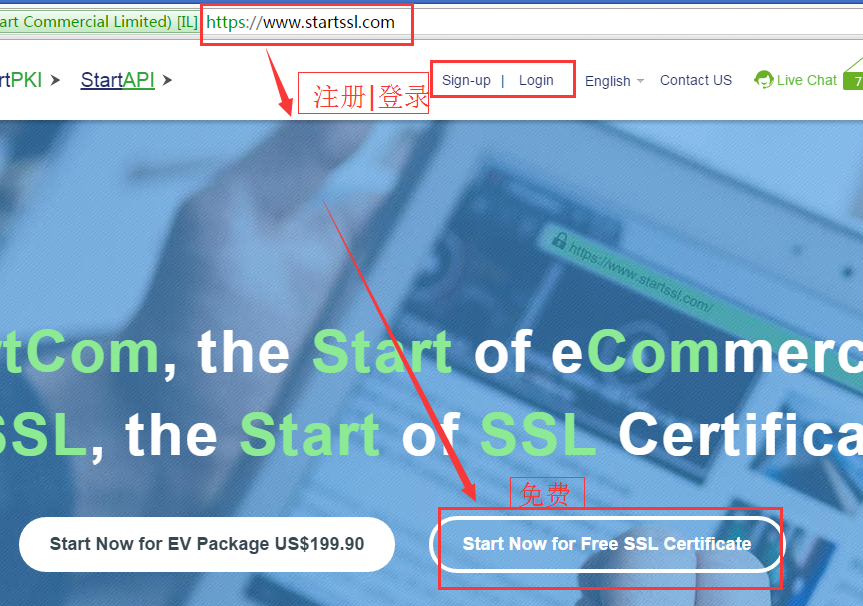 art Commercial Limited) [IL] https://www.startssl.com
rtPKI StartAPI Sign-up | Login English Contact US Live Chat 7
注册|登录
https://www.startssl.com/
rtCom, the Start of eCommerc
SSL, the Start of SSL Certifica
免费
Start Now for EV Package US$199.90 Start Now for Free SSL Certificate